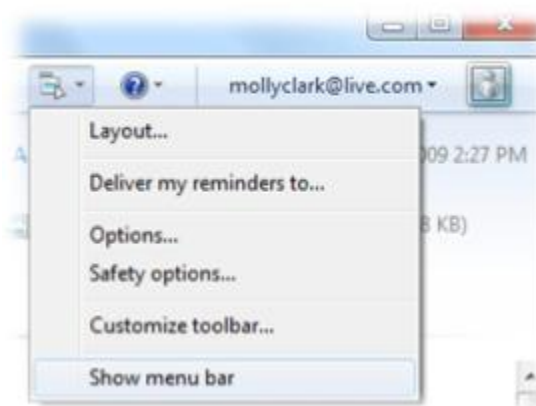 mollyclark@live.com
Layout...
009 2:27 PM
Deliver my reminders to...
Options...
8 KB)
Safety options...
Customize toolbar...
Show menu bar